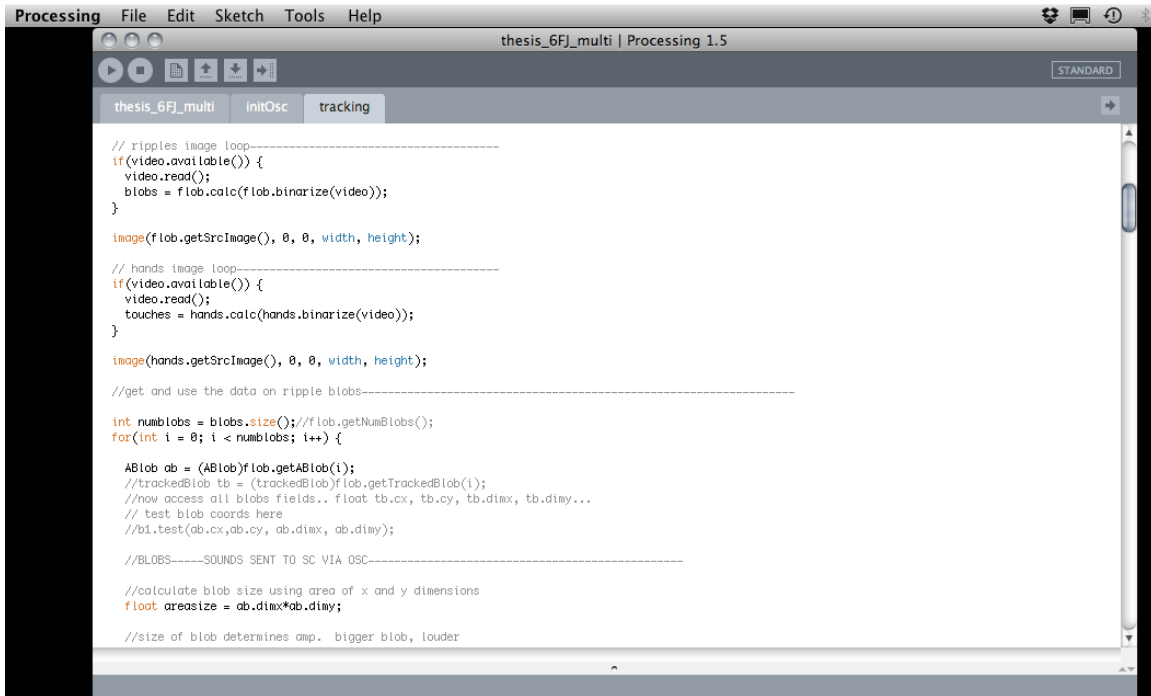 Processing File Edit Sketch Tools Help
thesis_6FJ_multi | Processing 1.5
STANDARD
thesis_6FJ_multi initOsc tracking
// ripples image loop--------------------------------------
if(video.available()) {
video.read();
blobs = flob.calc(flob.binarize(video));
}
image(flob.getSrcImage(), 0, 0, width, height);
// hands image loop----------------------------------------
if(video.available()) {
video.read();
touches = hands.calc(hands.binarize(video));
}
image(hands.getSrcImage(), 0, 0, width, height);
//get and use the data on ripple blobs------------------------------------------------------------------
int numblobs = blobs.size();//flob.getNumBlobs();
for(int i = 0; i < numblobs; i++) {
ABlob ab = (ABlob)flob.getABlob(i);
//trackedBlob tb = (trackedBlob)flob.getTrackedBlob(i);
//now access all blobs fields.. float tb.cx, tb.cy, tb.dimx, tb.dimy...
// test blob coords here
//b1.test(ab.cx,ab.cy, ab.dimx, ab.dimy);
//BLOBS-----SOUNDS SENT TO SC VIA OSC------------------------------------------------
//calculate blob size using area of x and y dimensions
float areasize = ab.dimx*ab.dimy;
//size of blob determines amp.  bigger blob, louder